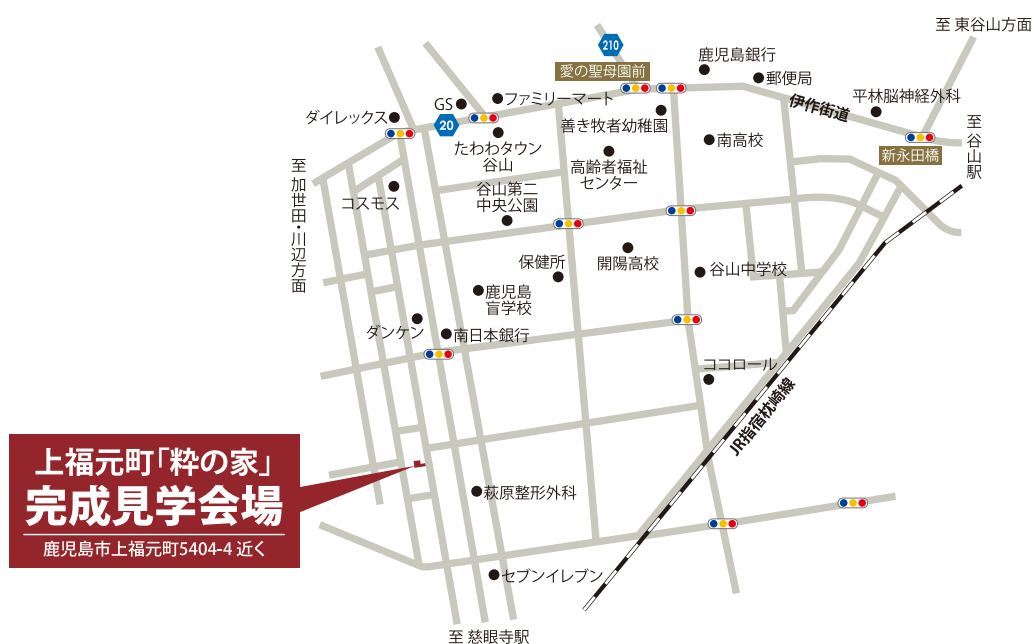 至 東谷山方面
210
鹿児島銀行
愛の聖母園前
郵便局
平林脳神経外科
伊作街道
GS
ファミリーマート
ダイレックス
20
善き牧者幼稚園
南高校
至
谷山駅
新永田橋
たわわタウン
谷山
高齢者福祉
センター
至
加世田・川辺方面
コスモス
谷山第二
中央公園
保健所
開陽高校
谷山中学校
鹿児島
盲学校
ダンケン
南日本銀行
ココロール
JR指宿枕崎線
上福元町「粋の家」
完成見学会場
鹿児島市上福元町5404-4 近く
萩原整形外科
セブンイレブン
至 慈眼寺駅